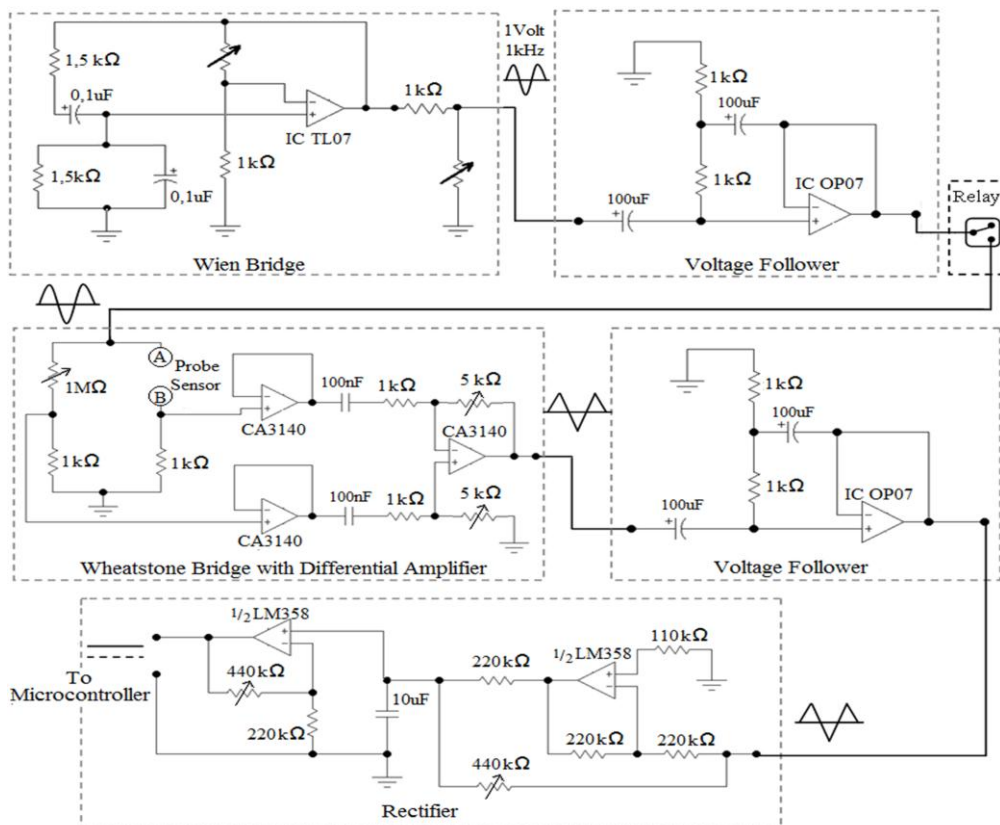 1Volt
1kHz
1,5 kΩ
0,1uF
IC TL07
1kΩ
1,5kΩ
0,1uF
1kΩ
Wien Bridge
1kΩ
100uF
1kΩ
IC OP07
100uF
Voltage Follower
Relay
A
Probe
Sensor
B
1MΩ
1kΩ
1kΩ
CA3140
100nF
1kΩ
5 kΩ
CA3140
CA3140
100nF
1kΩ
5 kΩ
Wheatstone Bridge with Differential Amplifier
1kΩ
100uF
1kΩ
IC OP07
100uF
Voltage Follower
1/2LM358
440kΩ
220kΩ
10uF
220kΩ
1/2LM358
110kΩ
220kΩ
220kΩ
440kΩ
To
Microcontroller
Rectifier